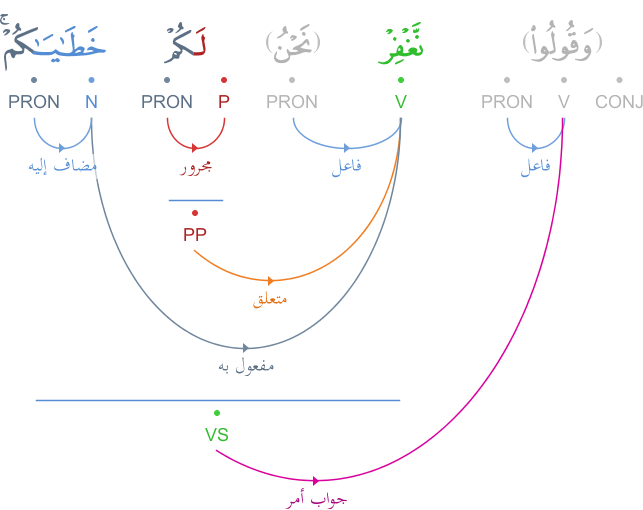 (وَقُولُوا۟) نَّغْفِرْ (نَحْنُ) لَكُمْ خَطَـٰيَـٰكُمْ ۚ
CONJ V PRON V PRON P PRON N PRON
فاعل فاعل مجرور مضاف إليه
PP
متعلق
مفعول به
VS
جواب أمر